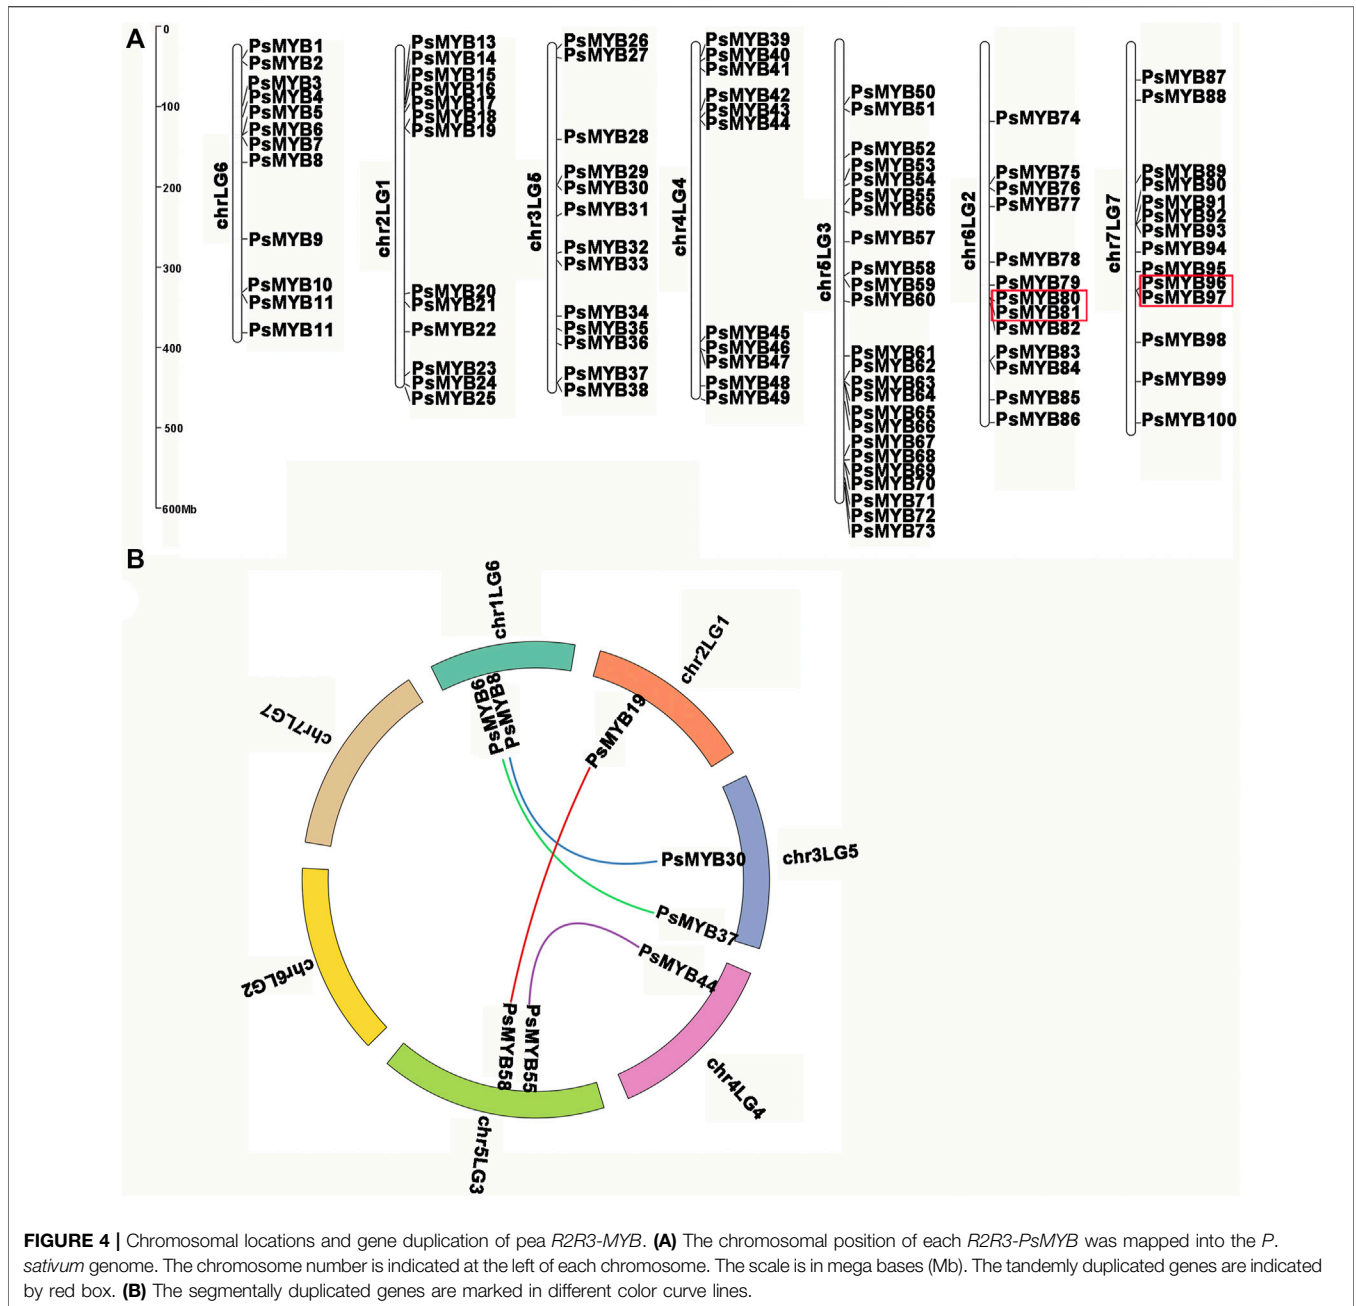 A
0
100
200
300
400
500
600Mb
chrLG6
PsMYB1
PsMYB2
PsMYB3
PsMYB4
PsMYB5
PsMYB6
PsMYB7
PsMYB8
PsMYB9
PsMYB10
PsMYB11
PsMYB11
chr2LG1
PsMYB13
PsMYB14
PsMYB15
PsMYB16
PsMYB17
PsMYB18
PsMYB19
PsMYB20
PsMYB21
PsMYB22
PsMYB23
PsMYB24
PsMYB25
chr3LG5
PsMYB26
PsMYB27
PsMYB28
PsMYB29
PsMYB30
PsMYB31
PsMYB32
PsMYB33
PsMYB34
PsMYB35
PsMYB36
PsMYB37
PsMYB38
chr4LG4
PsMYB39
PsMYB40
PsMYB41
PsMYB42
PsMYB43
PsMYB44
PsMYB45
PsMYB46
PsMYB47
PsMYB48
PsMYB49
chr5LG3
PsMYB50
PsMYB51
PsMYB52
PsMYB53
PsMYB54
PsMYB55
PsMYB56
PsMYB57
PsMYB58
PsMYB59
PsMYB60
PsMYB61
PsMYB62
PsMYB63
PsMYB64
PsMYB65
PsMYB66
PsMYB67
PsMYB68
PsMYB69
PsMYB70
PsMYB71
PsMYB72
PsMYB73
chr6LG2
PsMYB74
PsMYB75
PsMYB76
PsMYB77
PsMYB78
PsMYB79
PsMYB80
PsMYB81
PsMYB82
PsMYB83
PsMYB84
PsMYB85
PsMYB86
chr7LG7
PsMYB87
PsMYB88
PsMYB89
PsMYB90
PsMYB91
PsMYB92
PsMYB93
PsMYB94
PsMYB95
PsMYB96
PsMYB97
PsMYB98
PsMYB99
PsMYB100
B
chr1LG6
chr2LG1
chr3LG5
chr4LG4
chr5LG3
chr6LG2
chr7LG7
PsMYB6
PsMYB8
PsMYB19
PsMYB30
PsMYB37
PsMYB44
PsMYB55
PsMYB58
FIGURE 4 | Chromosomal locations and gene duplication of pea R2R3-MYB. (A) The chromosomal position of each R2R3-PsMYB was mapped into the P.
sativum genome. The chromosome number is indicated at the left of each chromosome. The scale is in mega bases (Mb). The tandemly duplicated genes are indicated
by red box. (B) The segmentally duplicated genes are marked in different color curve lines.